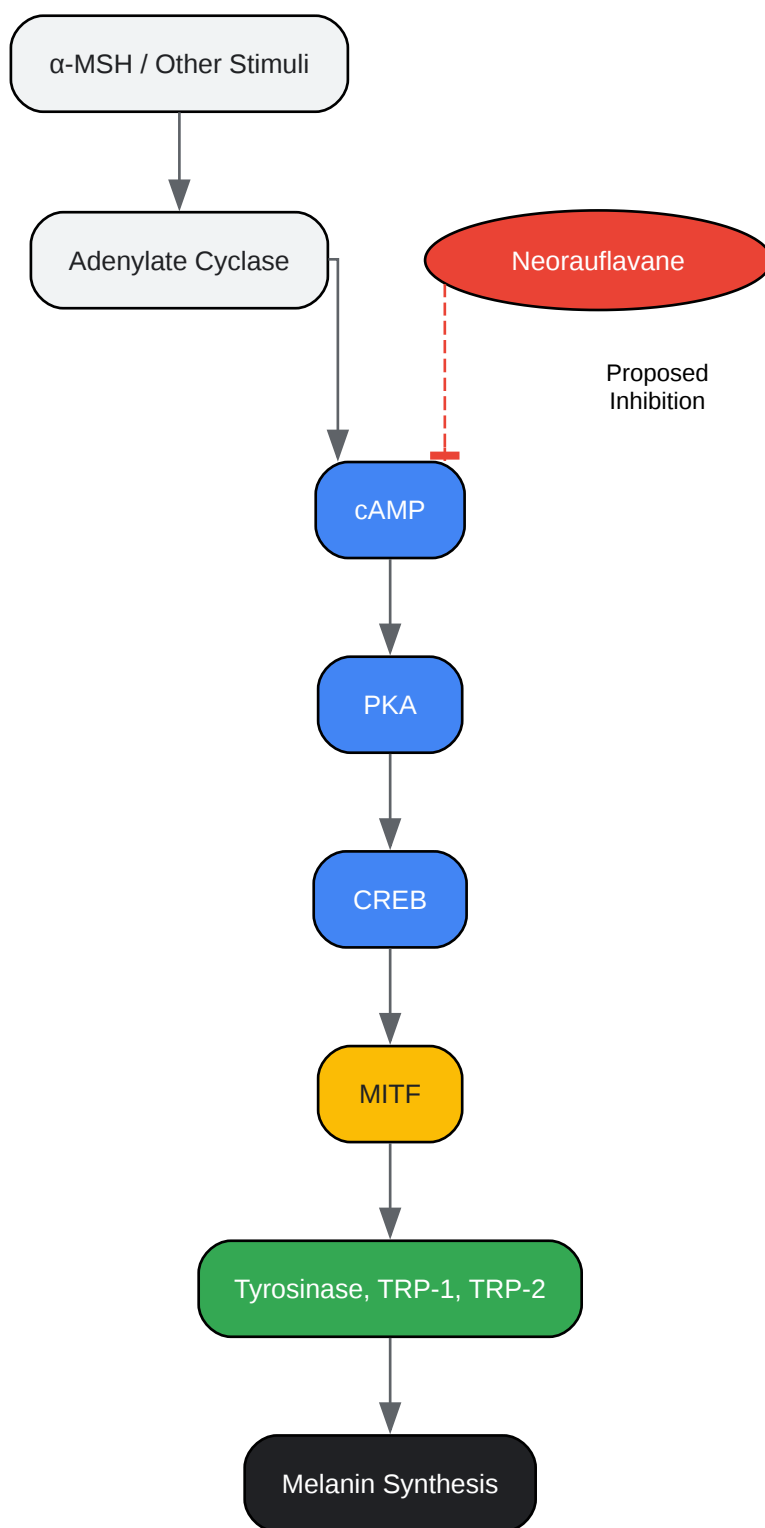 α-MSH / Other Stimuli
Adenylate Cyclase
Neorauflavane
Proposed
Inhibition
cAMP
PKA
CREB
MITF
Tyrosinase, TRP-1, TRP-2
Melanin Synthesis